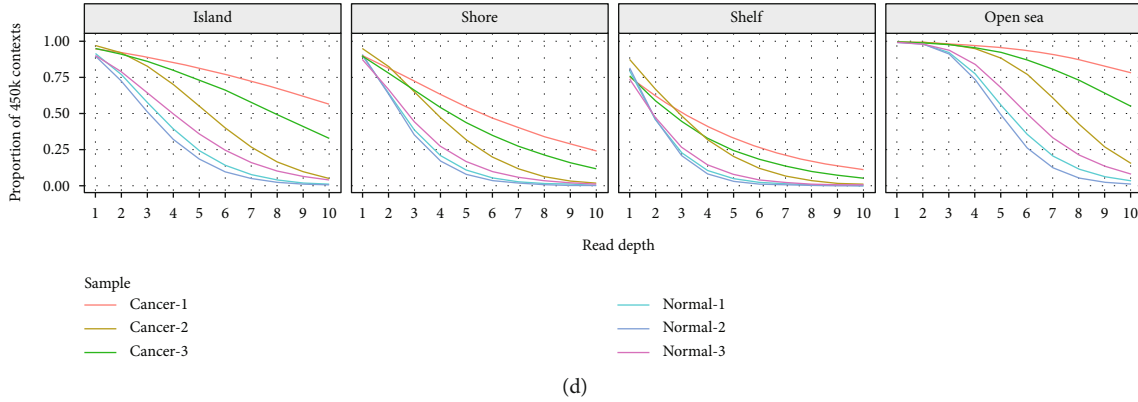 Island Shore Shelf Open sea
Proportion of 450k contexts
1.00
0.75
0.50
0.25
0.00
1 2 3 4 5 6 7 8 9 10 1 2 3 4 5 6 7 8 9 10 1 2 3 4 5 6 7 8 9 10 1 2 3 4 5 6 7 8 9 10
Read depth
Sample
Cancer-1 Normal-1
Cancer-2 Normal-2
Cancer-3 Normal-3
(d)